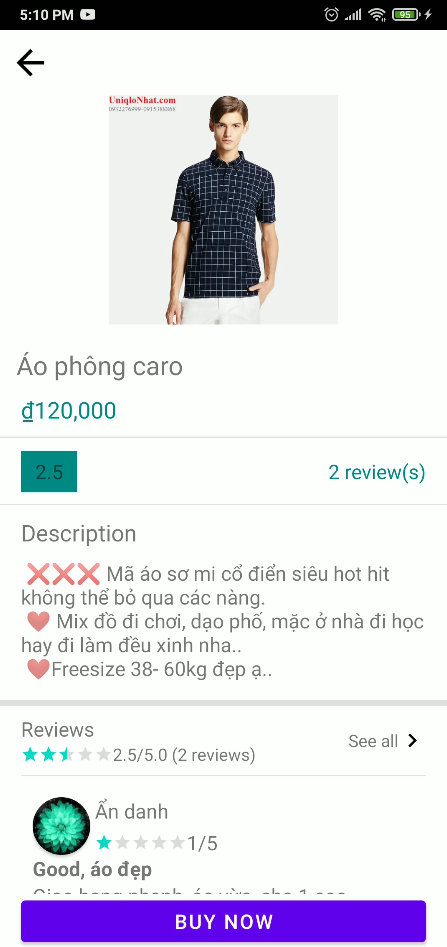 5:10 PM
95
UniqloNhat.com
Áo phông caro
₫120,000
2.5
2 review(s)
Description
❌❌❌ Mã áo sơ mi cổ điển siêu hot hit
không thể bỏ qua các nàng.
❤️ Mix đồ đi chơi, dạo phố, mặc ở nhà đi học
hay đi làm đều xinh nha..
❤️Freesize 38- 60kg đẹp ạ..
Reviews
See all
2.5/5.0 (2 reviews)
Ẩn danh
1/5
Good, áo đẹp
BUY NOW